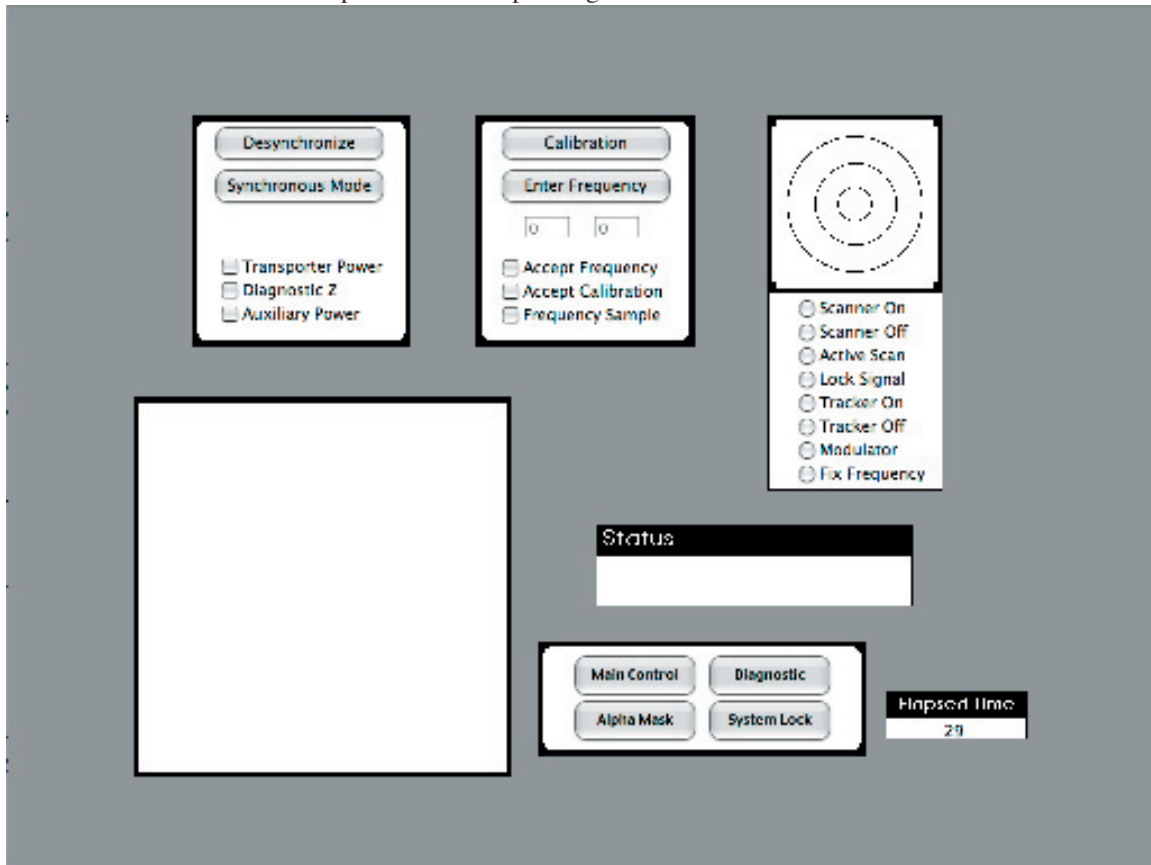 Desynchronize
Synchronous Mode
Transporter Power
Diagnostic Z
Auxiliary Power
Calibration
Enter Frequency
0 0
Accept Frequency
Accept Calibration
Frequency Sample
Scanner On
Scanner Off
Active Scan
Lock Signal
Tracker On
Tracker Off
Modulator
Fix Frequency
Status
Main Control Diagnostic
Alpha Mask System Lock
Elapsed Time
29